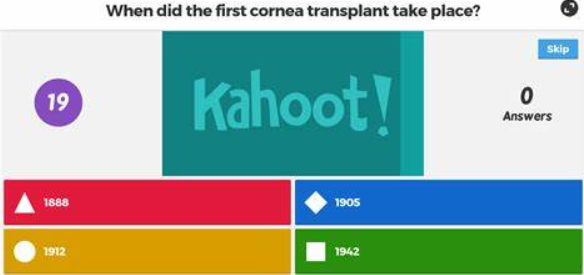 When did the first cornea transplant take place?
Skip
19
Kahoot!
0
Answers
1888
1905
1912
1942